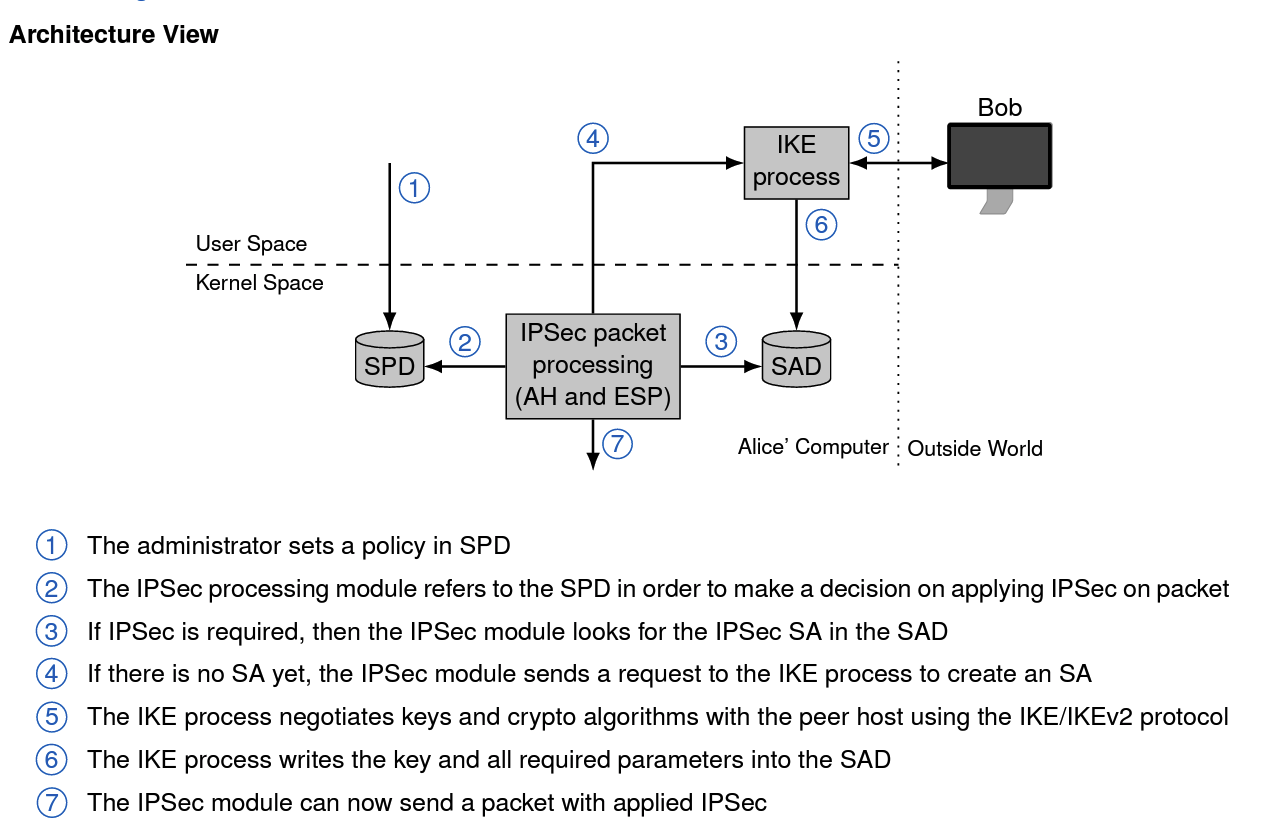 Architecture View
Bob
④
IKE
process
⑤
①
⑥
User Space
Kernel Space
IPSec packet
processing
(AH and ESP)
SPD
②
③
SAD
⑦
Alice’ Computer
Outside World
① The administrator sets a policy in SPD
② The IPSec processing module refers to the SPD in order to make a decision on applying IPSec on packet
③ If IPSec is required, then the IPSec module looks for the IPSec SA in the SAD
④ If there is no SA yet, the IPSec module sends a request to the IKE process to create an SA
⑤ The IKE process negotiates keys and crypto algorithms with the peer host using the IKE/IKEv2 protocol
⑥ The IKE process writes the key and all required parameters into the SAD
⑦ The IPSec module can now send a packet with applied IPSec